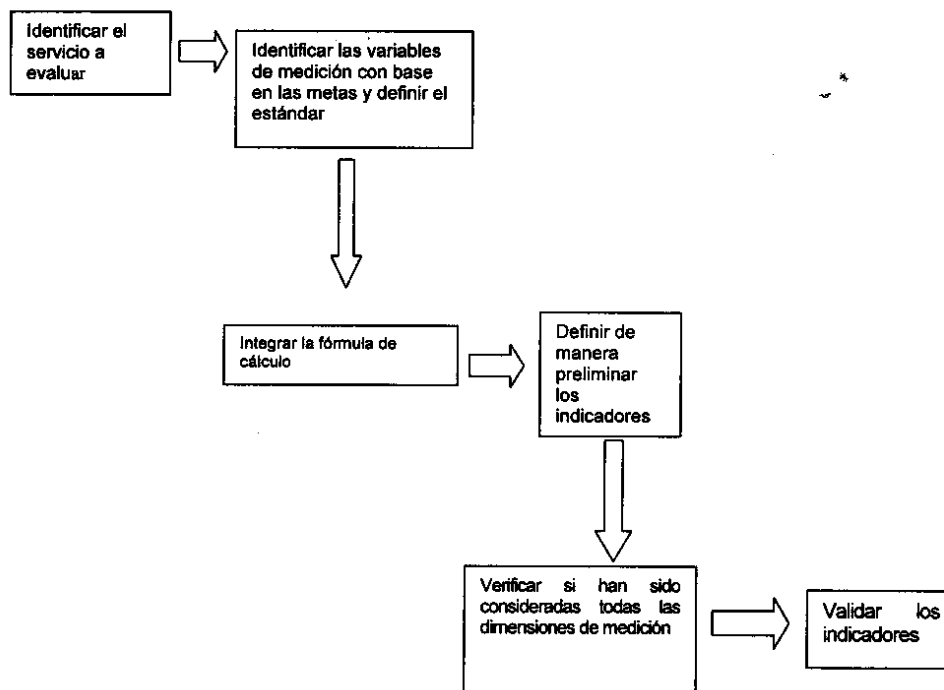 Identificar el
servicio a
evaluar
Identificar las variables
de medición con base
en las metas y definir el
estándar
Integrar la fórmula de
cálculo
Definir de
manera
preliminar
los
indicadores
Verificar si han sido
consideradas todas las
dimensiones de medición
Validar los
indicadores